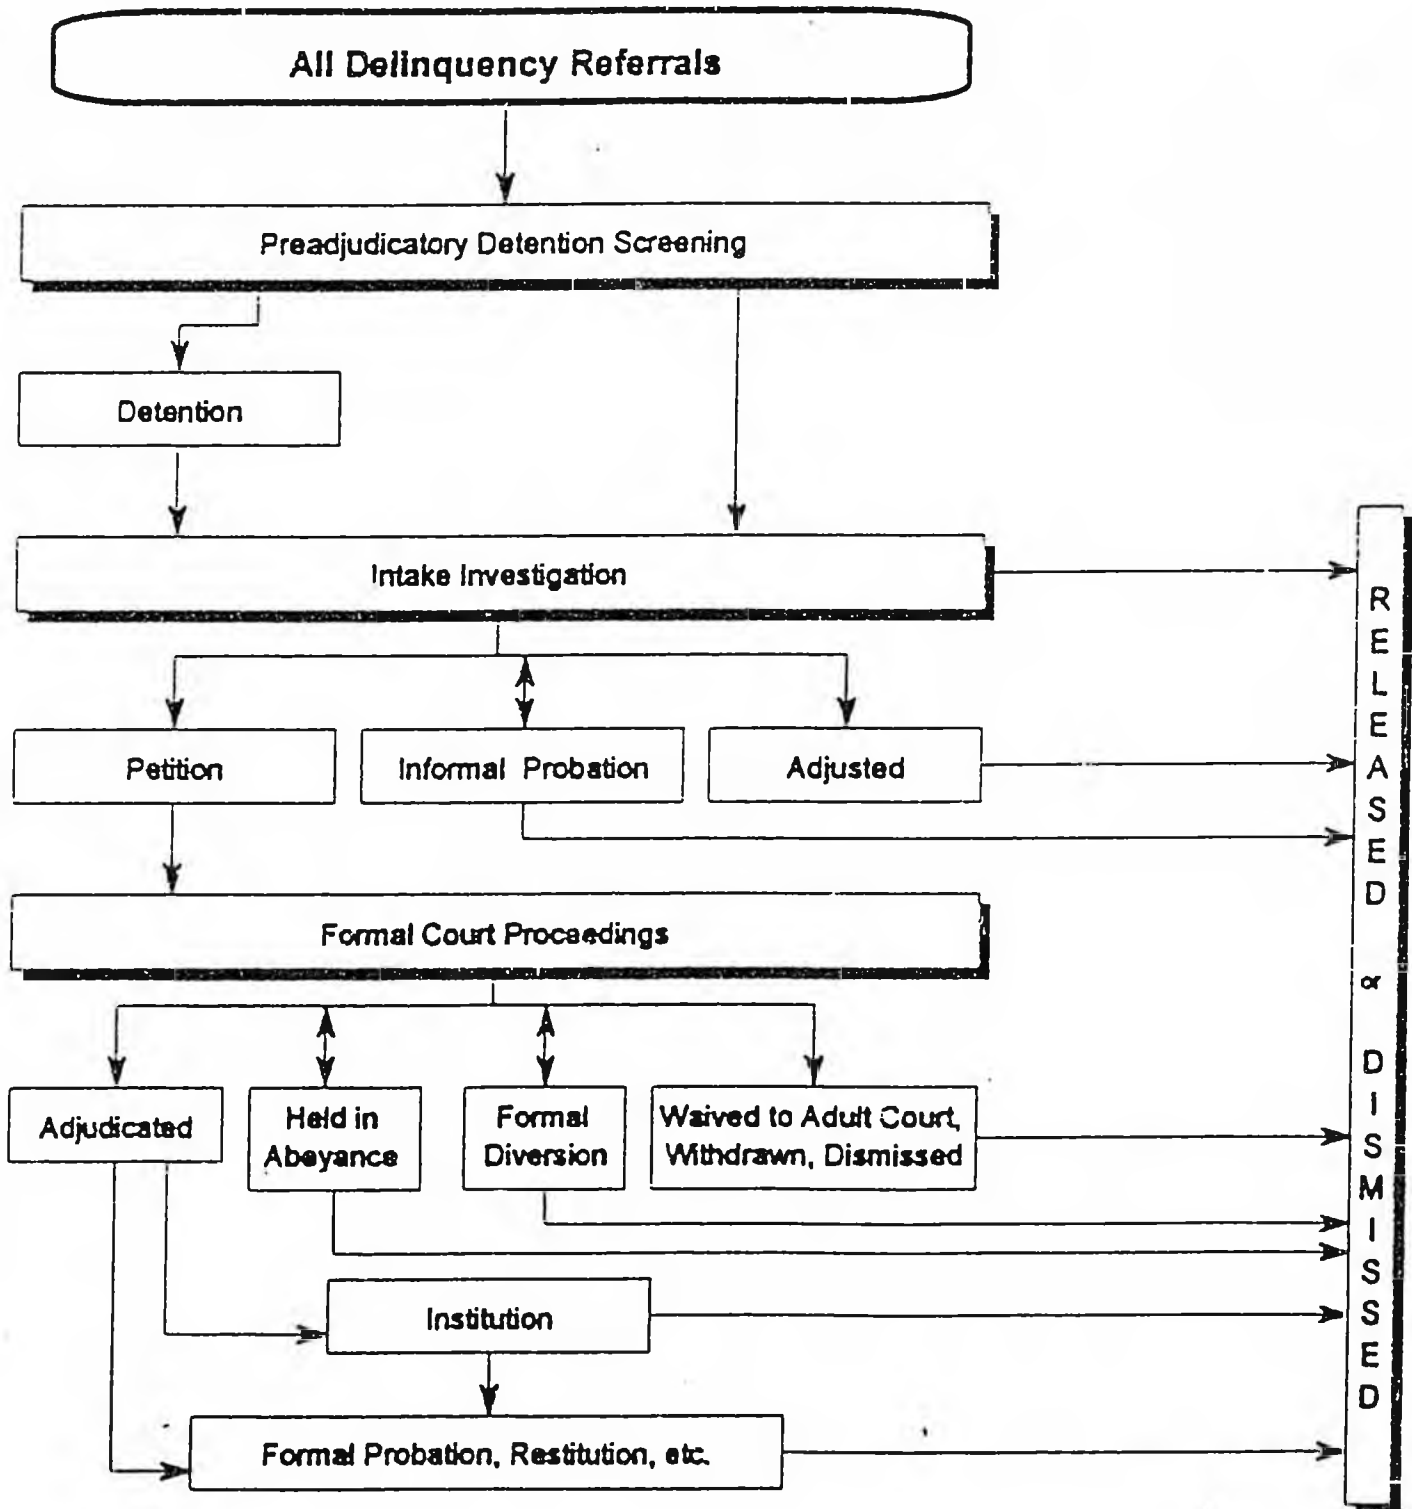 All Delinquency Referrals
Preadjudicatory Detention Screening
Detention
Intake Investigation
Petition
Informal Probation
Adjusted
Formal Court Proceedings
Adjudicated
Held in
Abeyance
Formal
Diversion
Waived to Adult Court,
Withdrawn, Dismissed
Institution
Formal Probation, Restitution, etc.
RELEASED or DISMISSED